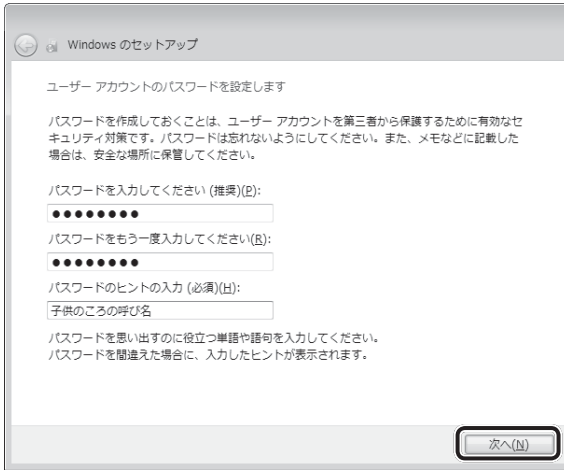 Windows のセットアップ
ユーザー アカウントのパスワードを設定します
パスワードを作成しておくことは、ユーザー アカウントを第三者から保護するために有効なセ
キュリティ対策です。パスワードは忘れないようにしてください。また、メモなどに記載した
場合は、安全な場所に保管してください。
パスワードを入力してください (推奨)(P):
●●●●●●●●
パスワードをもう一度入力してください(R):
●●●●●●●●
パスワードのヒントの入力 (必須)(H):
子供のころの呼び名
パスワードを思い出すのに役立つ単語や語句を入力してください。
パスワードを間違えた場合に、入力したヒントが表示されます。
次へ(N)